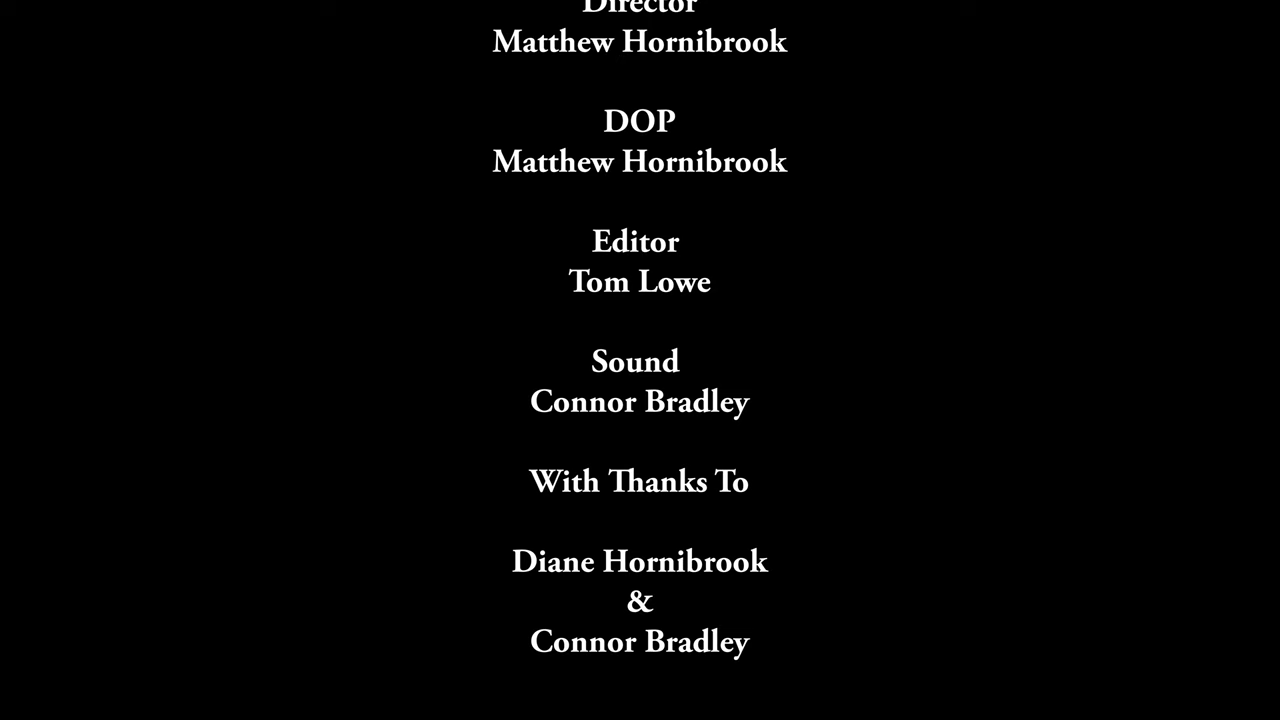 Director
Matthew Hornibrook
DOP
Matthew Hornibrook
Editor
Tom Lowe
Sound
Connor Bradley
With Thanks To
Diane Hornibrook
&
Connor Bradley